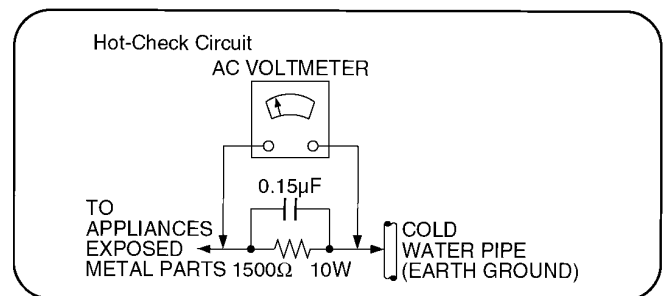 Hot-Check Circuit
AC VOLTMETER
0.15μF
TO
APPLIANCES
EXPOSED
METAL PARTS
1500Ω 10W
COLD
WATER PIPE
(EARTH GROUND)